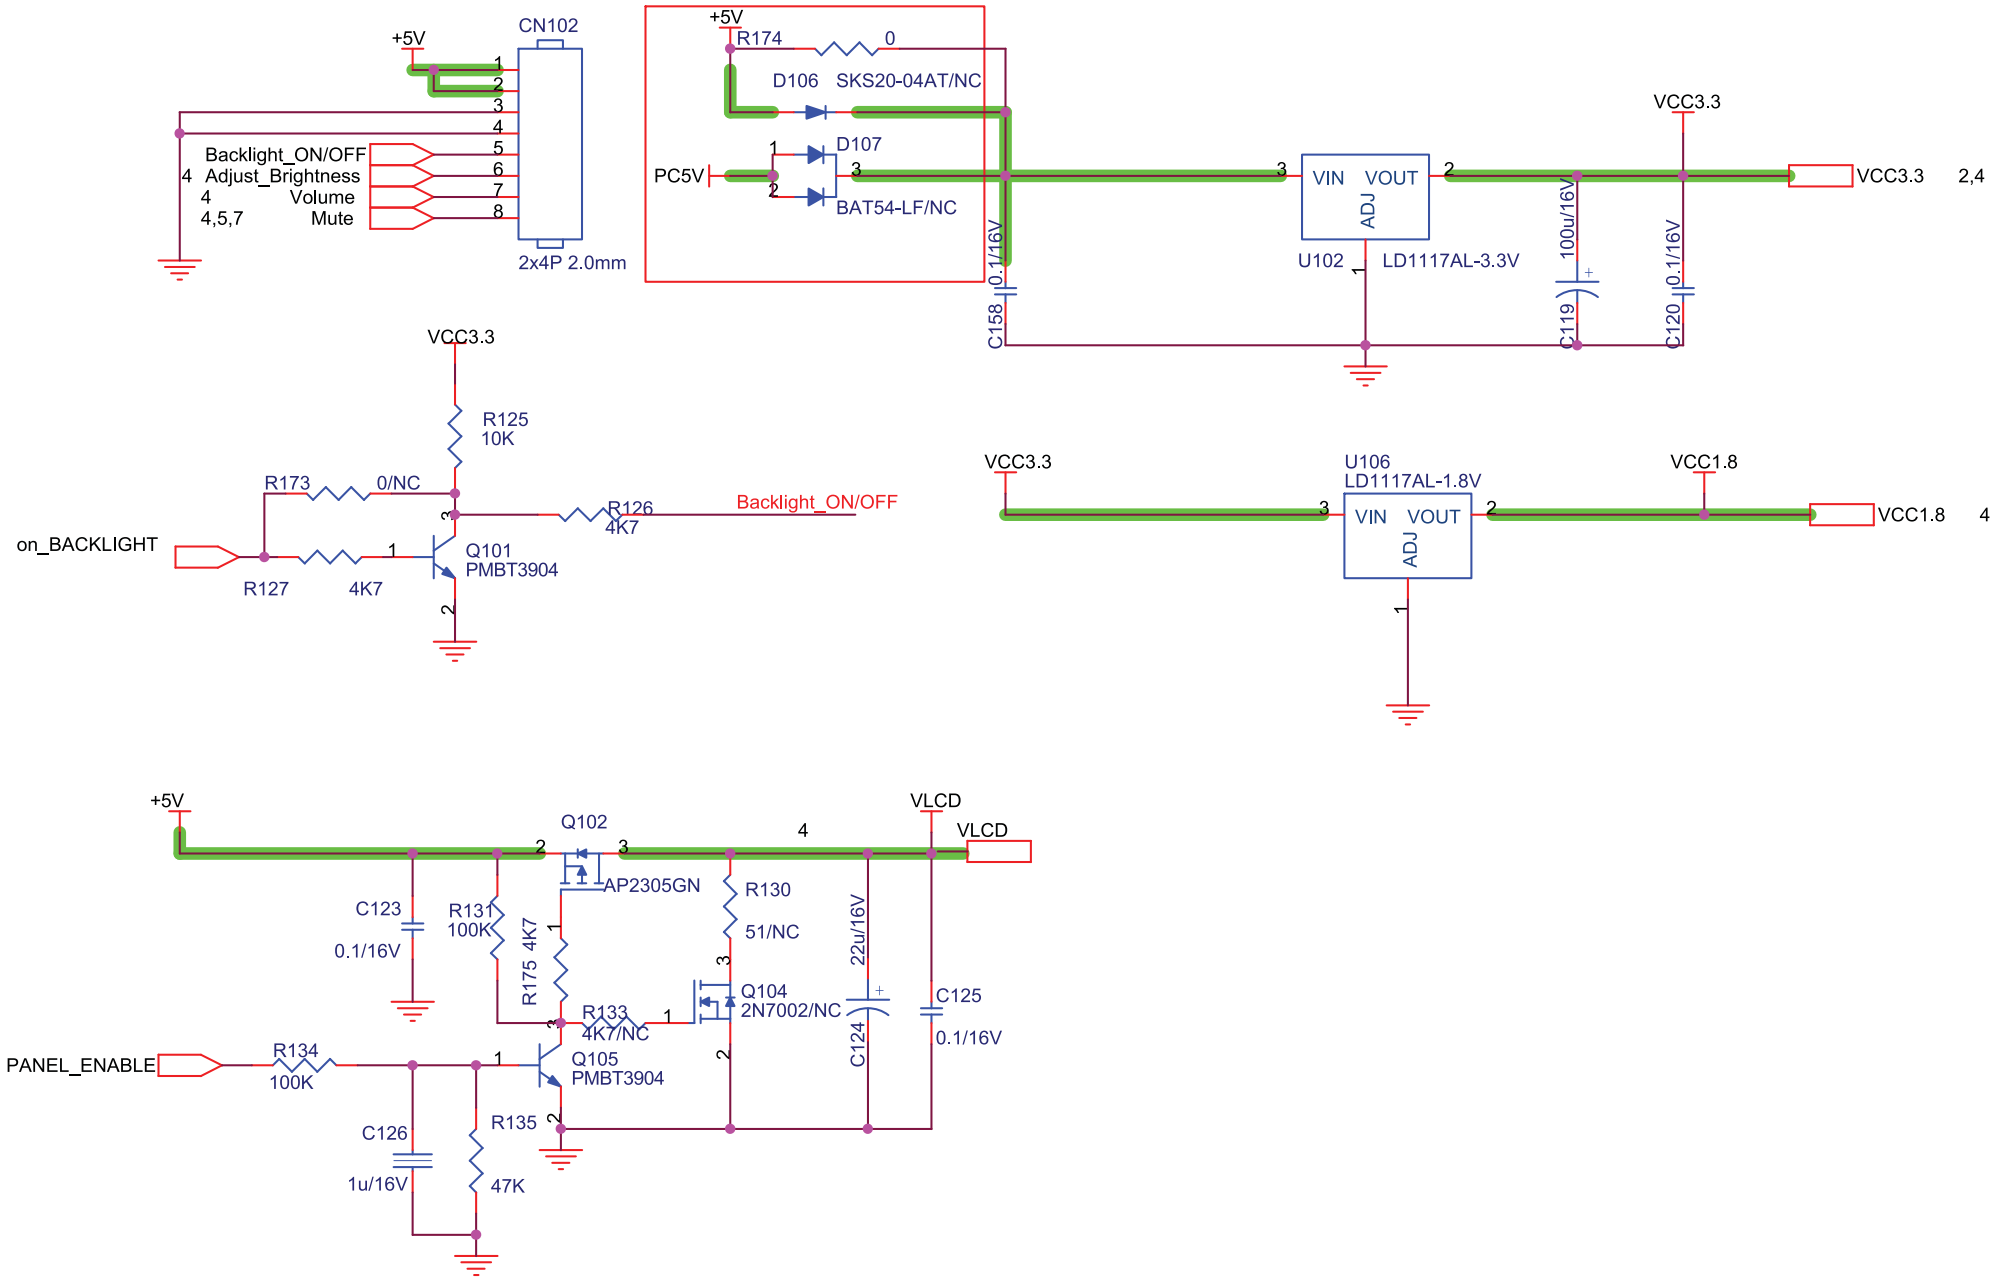 CN102
+5V
1
2
3
4
Backlight_ON/OFF
5
4 Adjust_Brightness
6
4 Volume
7
4,5,7 Mute
8
2x4P 2.0mm
+5V
R174 0
D106 SKS20-04AT/NC
1
D107
PC5V
3
2
BAT54-LF/NC
0.1/16V
C158
3
VIN VOUT
ADJ
2
U102
1
LD1117AL-3.3V
VCC3.3
100u/16V
+
C119
0.1/16V
C120
VCC3.3 2,4
VCC3.3
R125
10K
R173 0/NC
3
R126
4K7
Backlight_ON/OFF
on_BACKLIGHT
1
Q101
PMBT3904
R127 4K7
2
VCC3.3
U106
LD1117AL-1.8V
3
VIN VOUT
ADJ
2
1
VCC1.8
VCC1.8 4
+5V
Q102
2
3
4
VLCD
VLCD
AP2305GN
C123
0.1/16V
R131
100K
1
R175 4K7
R130
51/NC
3
Q104
2N7002/NC
22u/16V
+
C124
C125
0.1/16V
R133
4K7/NC
1
2
3
PANEL_ENABLE
R134
100K
1
Q105
PMBT3904
2
C126
1u/16V
R135
47K